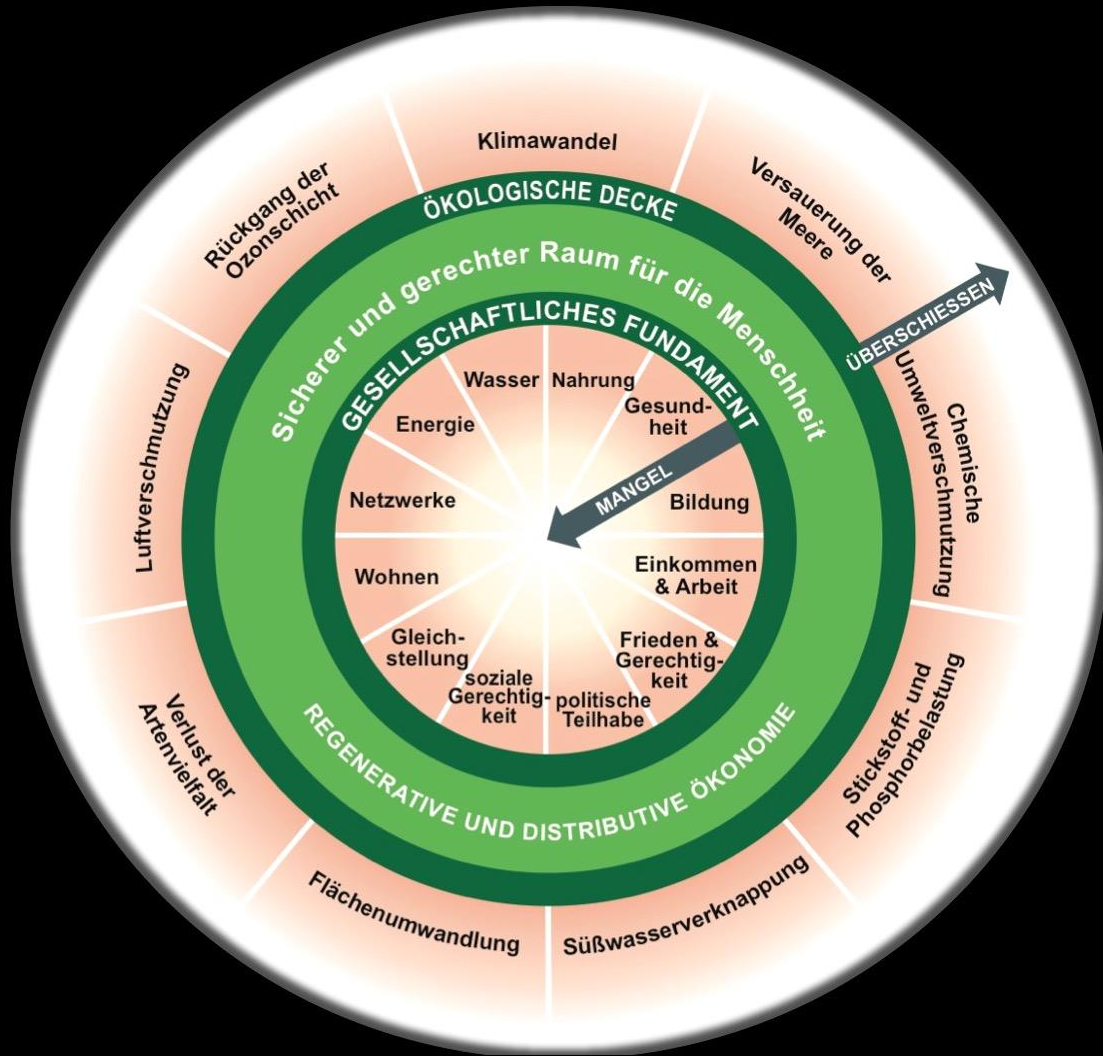 Klimawandel
Versauerung der
Meere
ÜBERSCHIESSEN
Chemische
Umweltverschmutzung
Stickstoff- und
Phosphorbelastung
Süßwasserverknappung
Flächenumwandlung
Verlust der
Artenvielfalt
Luftverschmutzung
Rückgang der
Ozonschicht
ÖKOLOGISCHE DECKE
Sicherer und gerechter Raum für die Menschheit
GESELLSCHAFTLICHES FUNDAMENT
Wasser
Nahrung
Gesund-
heit
MANGEL
Bildung
Einkommen
& Arbeit
Frieden &
Gerechtig-
keit
politische
Teilhabe
soziale
Gerechtig-
keit
Gleich-
stellung
Wohnen
Netzwerke
Energie
REGENERATIVE UND DISTRIBUTIVE ÖKONOMIE